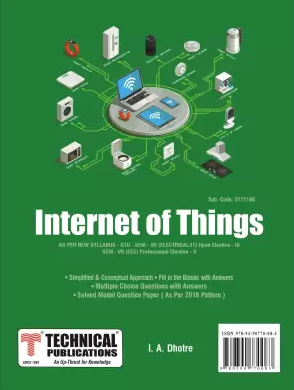 Sub. Code: 3171108
Internet of Things
AS PER NEW SYLLABUS - GTU - SEM - VII (ELECTRICAL/IT) Open Elective - III
SEM - VII (ECE) Professional Elective - V
• Simplified & Conceptual Approach • Fill in the Blanks with Answers
• Multiple Choice Questions with Answers
• Solved Model Question Paper (As Per 2018 Pattern)
TECHNICAL
PUBLICATIONS
SINCE 1993
An Up-Thrust for Knowledge
I. A. Dhotre